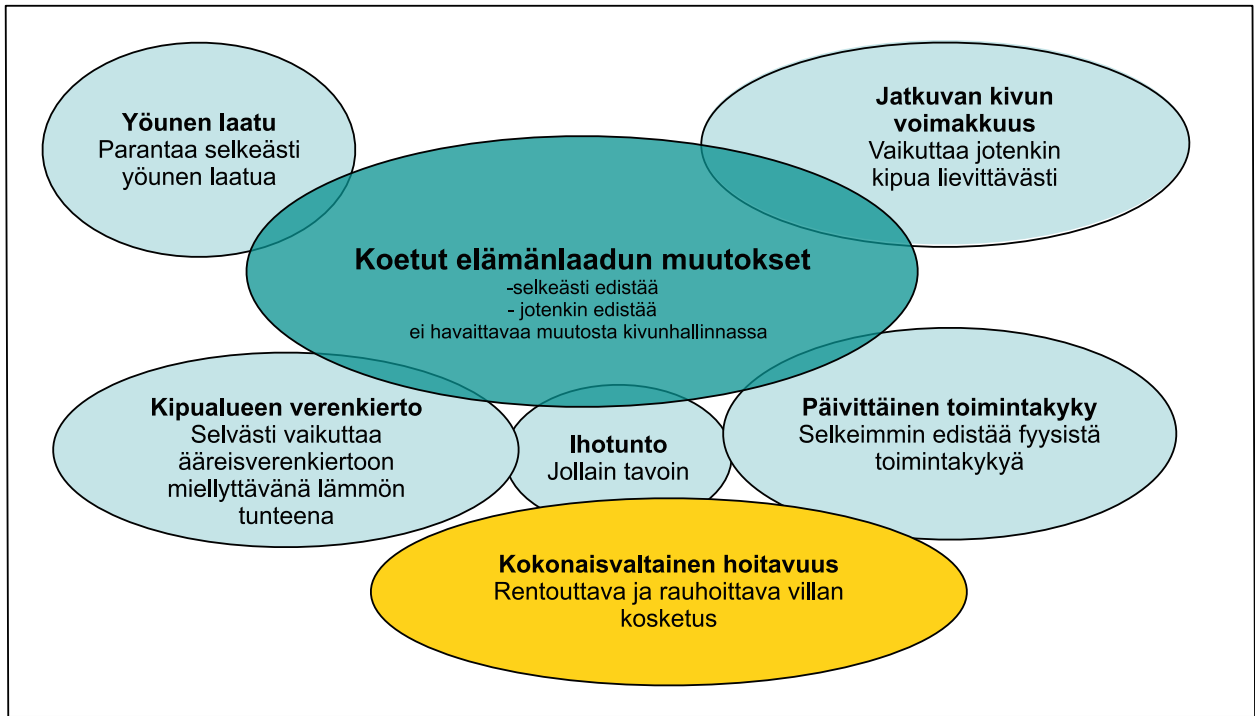 Yöunen laatu
Parantaa selkeästi
yöunen laatua
Jatkuvan kivun
voimakkuus
Vaikuttaa jotenkin
kipua lievittävästi
Koetut elämänlaadun muutokset
-selkeästi edistää
- jotenkin edistää
ei havaittavaa muutosta kivunhallinnassa
Kipualueen verenkierto
Selvästi vaikuttaa
ääreisverenkiertoon
miellyttävänä lämmön
tunteena
Ihotunto
Jollain tavoin
Päivittäinen toimintakyky
Selkeimmin edistää fyysistä
toimintakykyä
Kokonaisvaltainen hoitavuus
Rentouttava ja rauhoittava villan
kosketus